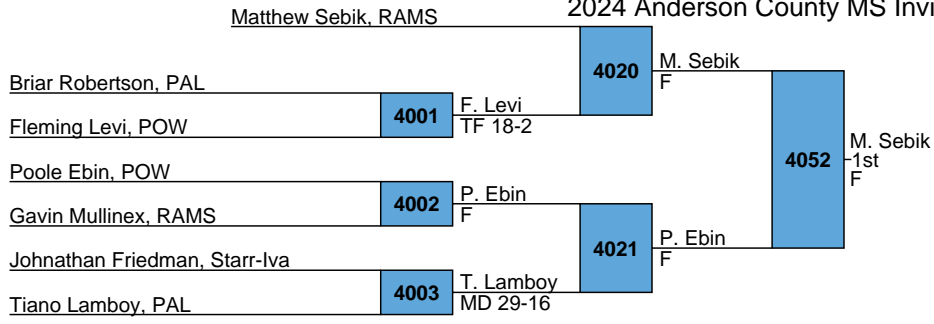 2024 Anderson County MS Invi
Matthew Sebik, RAMS
4020
M. Sebik
F
Briar Robertson, PAL
4001
F. Levi
TF 18-2
Fleming Levi, POW
4052
M. Sebik
1st
F
Poole Ebin, POW
4002
P. Ebin
F
Gavin Mullinex, RAMS
4021
P. Ebin
F
Johnathan Friedman, Starr-Iva
4003
T. Lamboy
MD 29-16
Tiano Lamboy, PAL